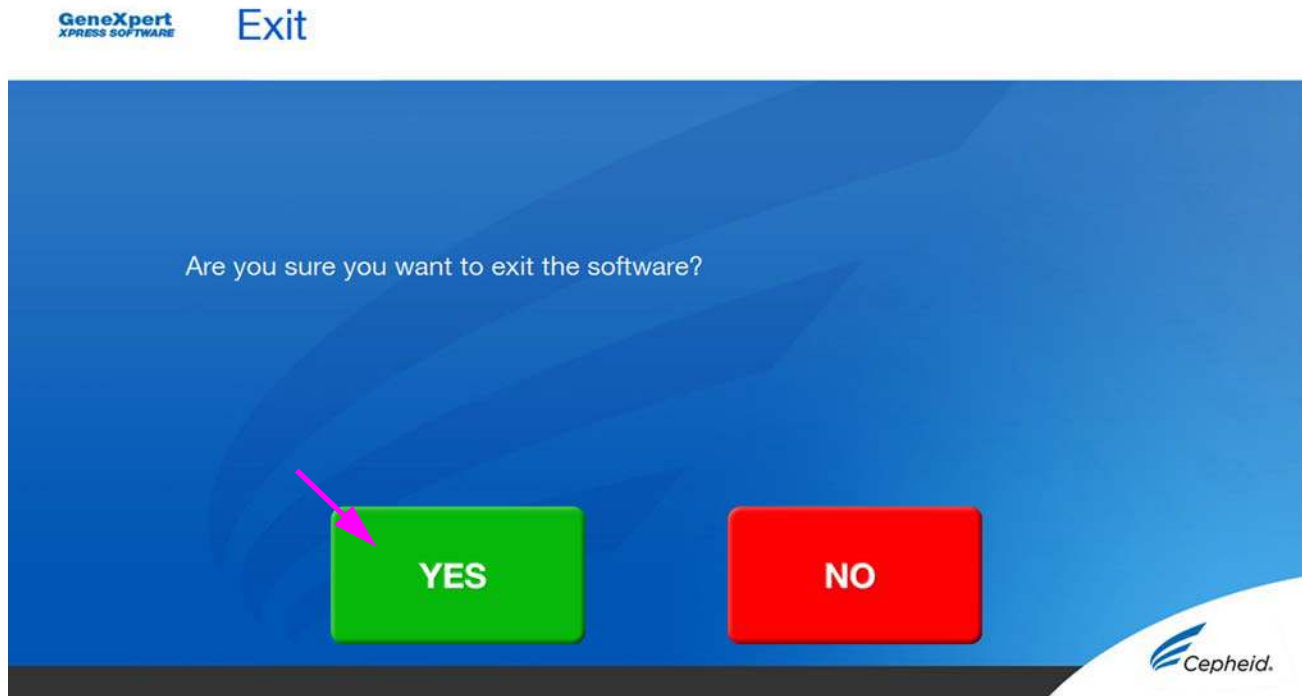 GeneXpert
XPRESS SOFTWARE
Exit
Are you sure you want to exit the software?
YES
NO
Cepheid.